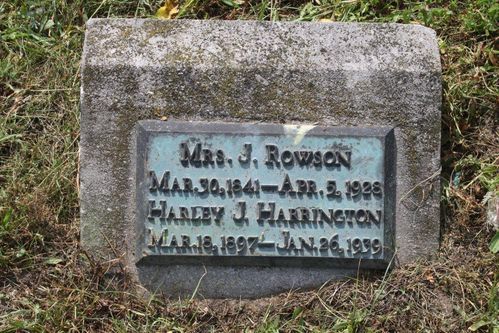 Mrs. J. Rowson
Mar. 30, 1841—Apr. 5, 1928
Harley J. Harrington
Mar. 18, 1897—Jan. 26, 1939